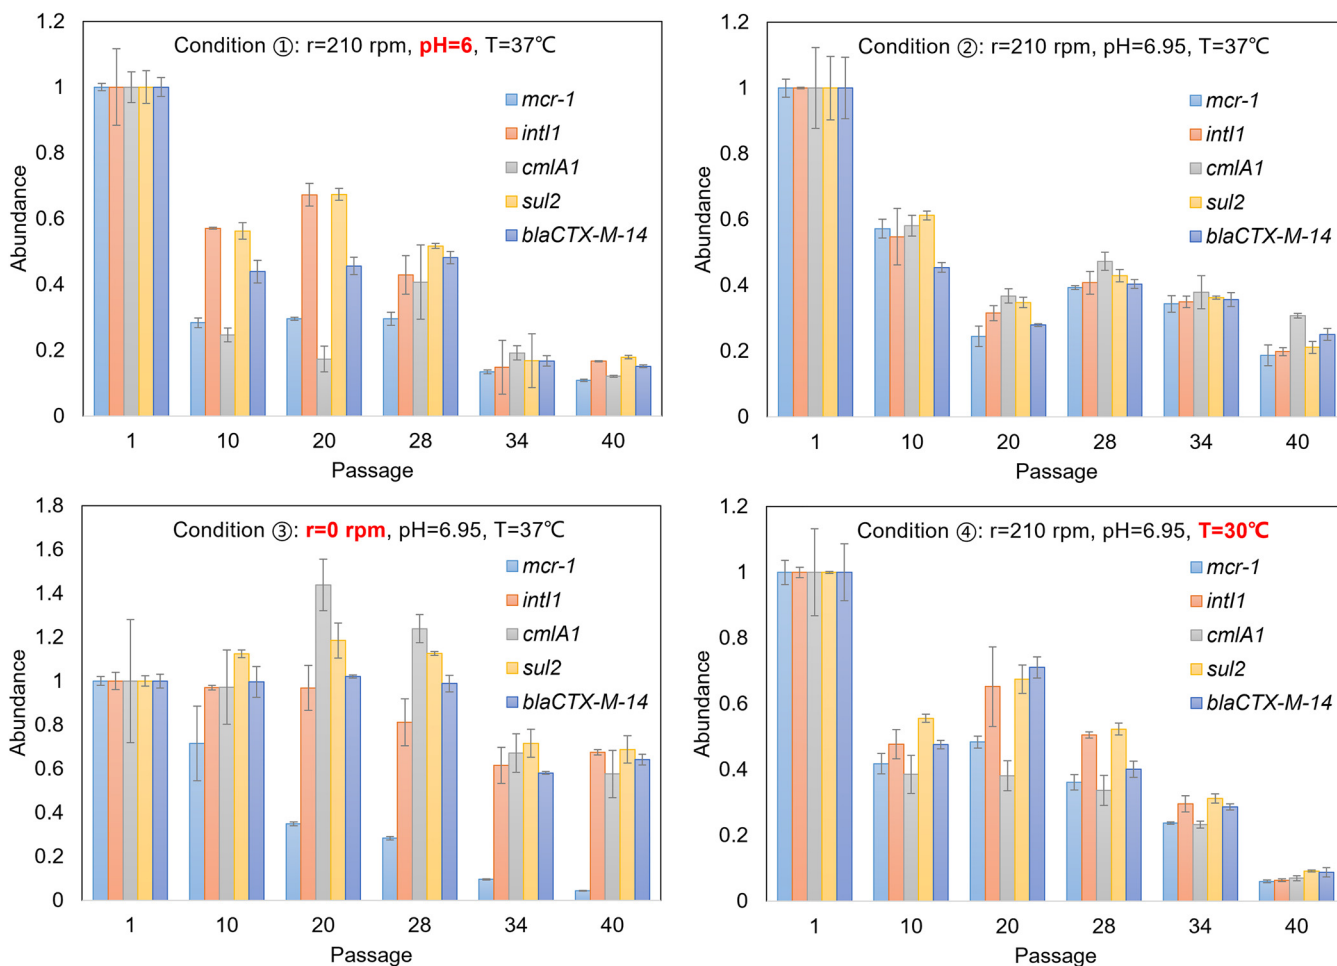 Condition ①: r=210 rpm, pH=6, T=37℃
Abundance
1.2
1
0.8
0.6
0.4
0.2
0
mcr-1
intI1
cmlA1
sul2
blaCTX-M-14
1 10 20 28 34 40
Passage
Condition ②: r=210 rpm, pH=6.95, T=37℃
Abundance
1.2
1
0.8
0.6
0.4
0.2
0
mcr-1
intI1
cmlA1
sul2
blaCTX-M-14
1 10 20 28 34 40
Passage
Condition ③: r=0 rpm, pH=6.95, T=37℃
Abundance
1.8
1.6
1.4
1.2
1
0.8
0.6
0.4
0.2
0
mcr-1
intI1
cmlA1
sul2
blaCTX-M-14
1 10 20 28 34 40
Passage
Condition ④: r=210 rpm, pH=6.95, T=30℃
Abundance
1.2
1
0.8
0.6
0.4
0.2
0
mcr-1
intI1
cmlA1
sul2
blaCTX-M-14
1 10 20 28 34 40
Passage